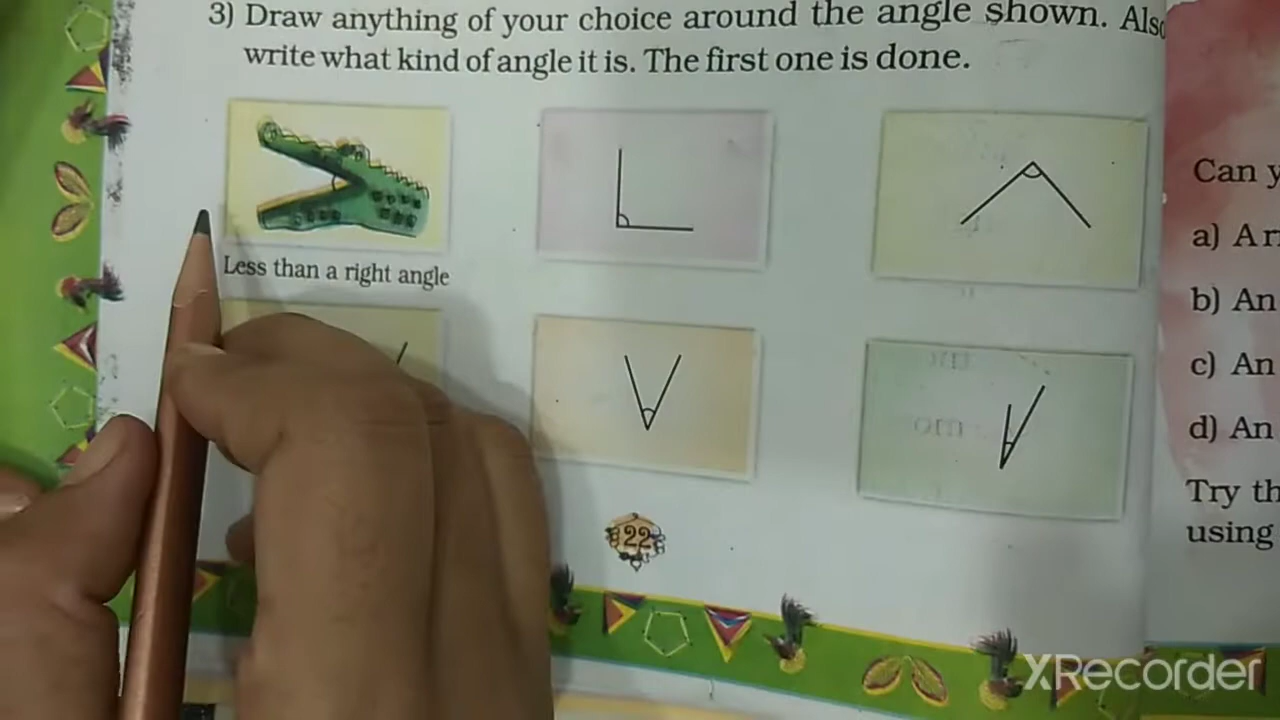 3) Draw anything of your choice around the angle shown. Also
write what kind of angle it is. The first one is done.
Less than a right angle
22
Can y
a) Ar
b) An
c) An
d) An
Try th
using
XRecorder